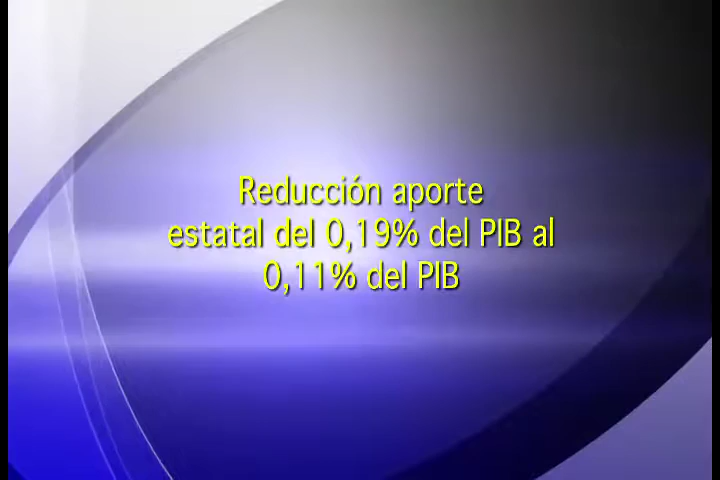 Reducción aporte
estatal del 0,19% del PIB al
0,11% del PIB